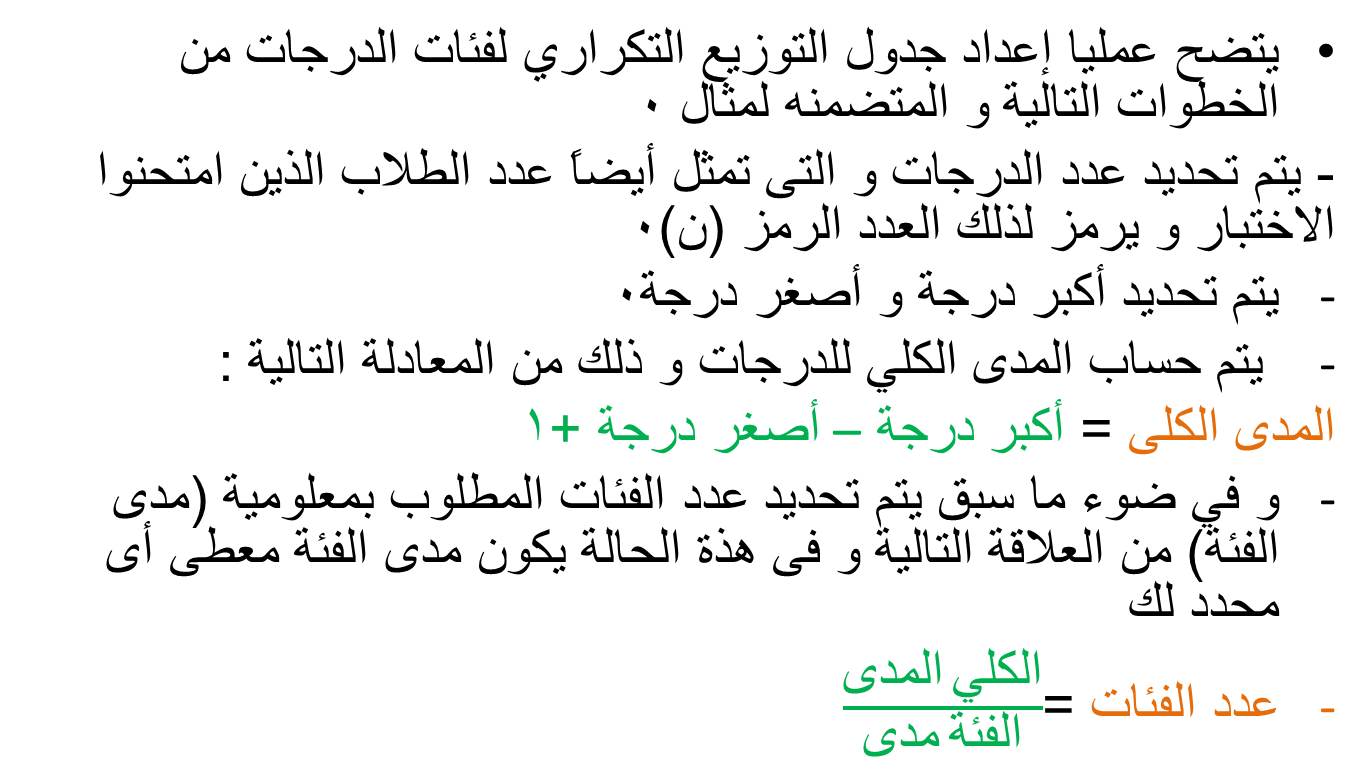 • يتضح عمليا إعداد جدول التوزيع التكراري لفئات الدرجات من
الخطوات التالية و المتضمنه لمثال ٠
- يتم تحديد عدد الدرجات و التى تمثل أيضاً عدد الطلاب الذين امتحنوا
الاختبار و يرمز لذلك العدد الرمز (ن)٠
- يتم تحديد أكبر درجة و أصغر درجة٠
- يتم حساب المدى الكلي للدرجات و ذلك من المعادلة التالية :
المدى الكلى = أكبر درجة – أصغر درجة +١
- و في ضوء ما سبق يتم تحديد عدد الفئات المطلوب بمعلومية (مدى
الفئة) من العلاقة التالية و فى هذة الحالة يكون مدى الفئة معطى أى
محدد لك
الكلي المدى
- عدد الفئات =
الفئة مدى